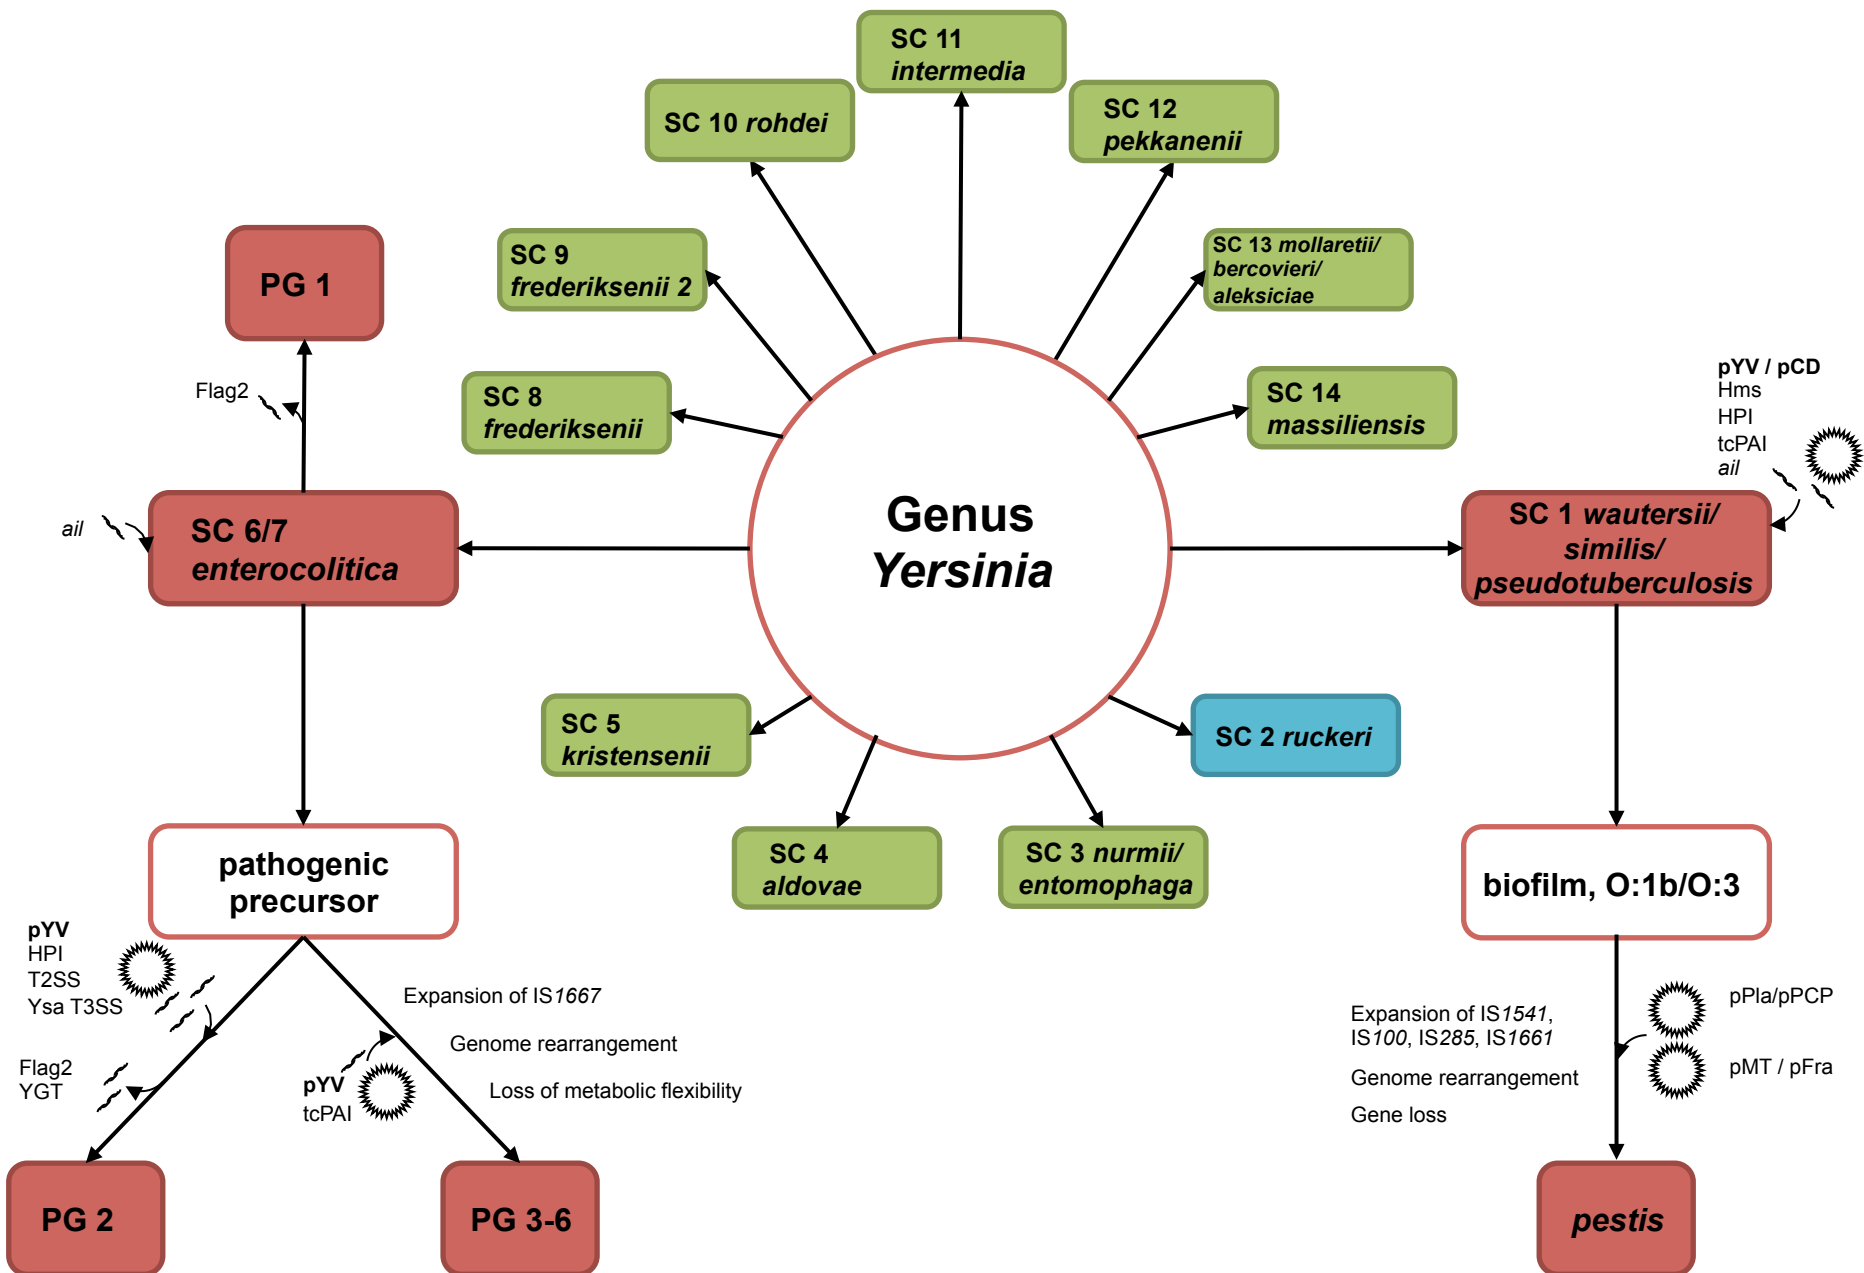 SC 11
intermedia
SC 10 rohdei
SC 12
pekkanenii
SC 9
frederiksenii 2
SC 13 mollaretii/
bercovieri/
aleksiciae
PG 1
Flag2
SC 8
frederiksenii
SC 14
massiliensis
pYV / pCD
Hms
HPI
tcPAI
ail
ail
SC 6/7
enterocolitica
Genus
Yersinia
SC 1 wautersii/
similis/
pseudotuberculosis
SC 5
kristensenii
SC 2 ruckeri
SC 4
aldovae
SC 3 nurmii/
entomophaga
pathogenic
precursor
biofilm, O:1b/O:3
pYV
HPI
T2SS
Ysa T3SS
Flag2
YGT
Expansion of IS1667
Genome rearrangement
Loss of metabolic flexibility
pYV
tcPAI
Expansion of IS1541,
IS100, IS285, IS1661
Genome rearrangement
Gene loss
pPla/pPCP
pMT / pFra
PG 2
PG 3-6
pestis